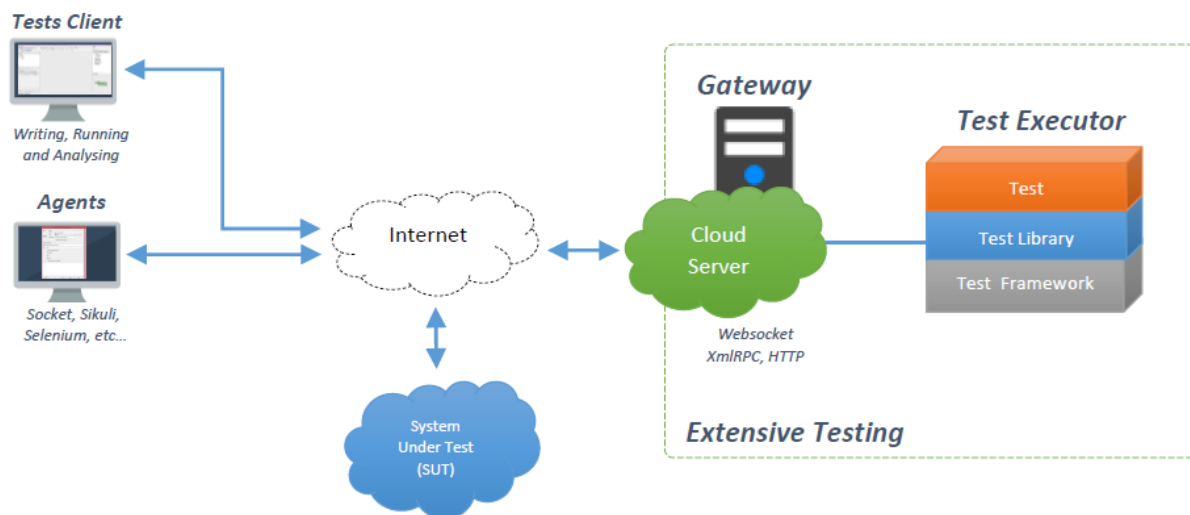 Tests Client
Writing, Running
and Analysing
Agents
Socket, Sikuli,
Selenium, etc...
Internet
System
Under Test
(SUT)
Gateway
Cloud
Server
Websocket
XmlRPC, HTTP
Test Executor
Test
Test Library
Test Framework
Extensive Testing